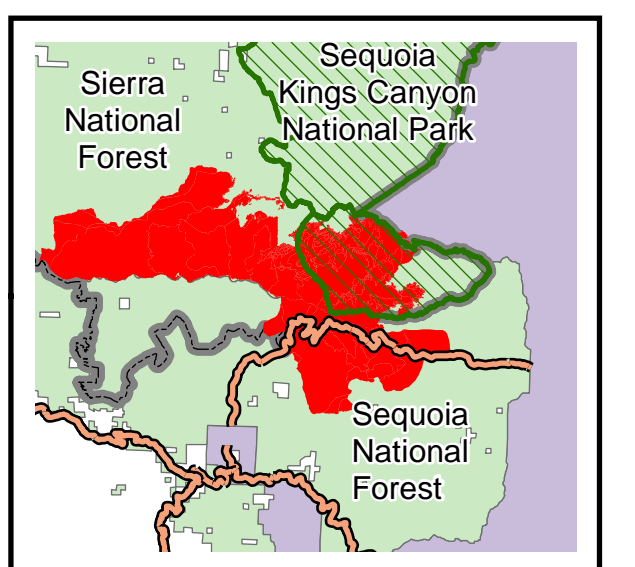 Sequoia
Kings Canyon
National Park
Sierra
National
Forest
Sequoia
National
Forest